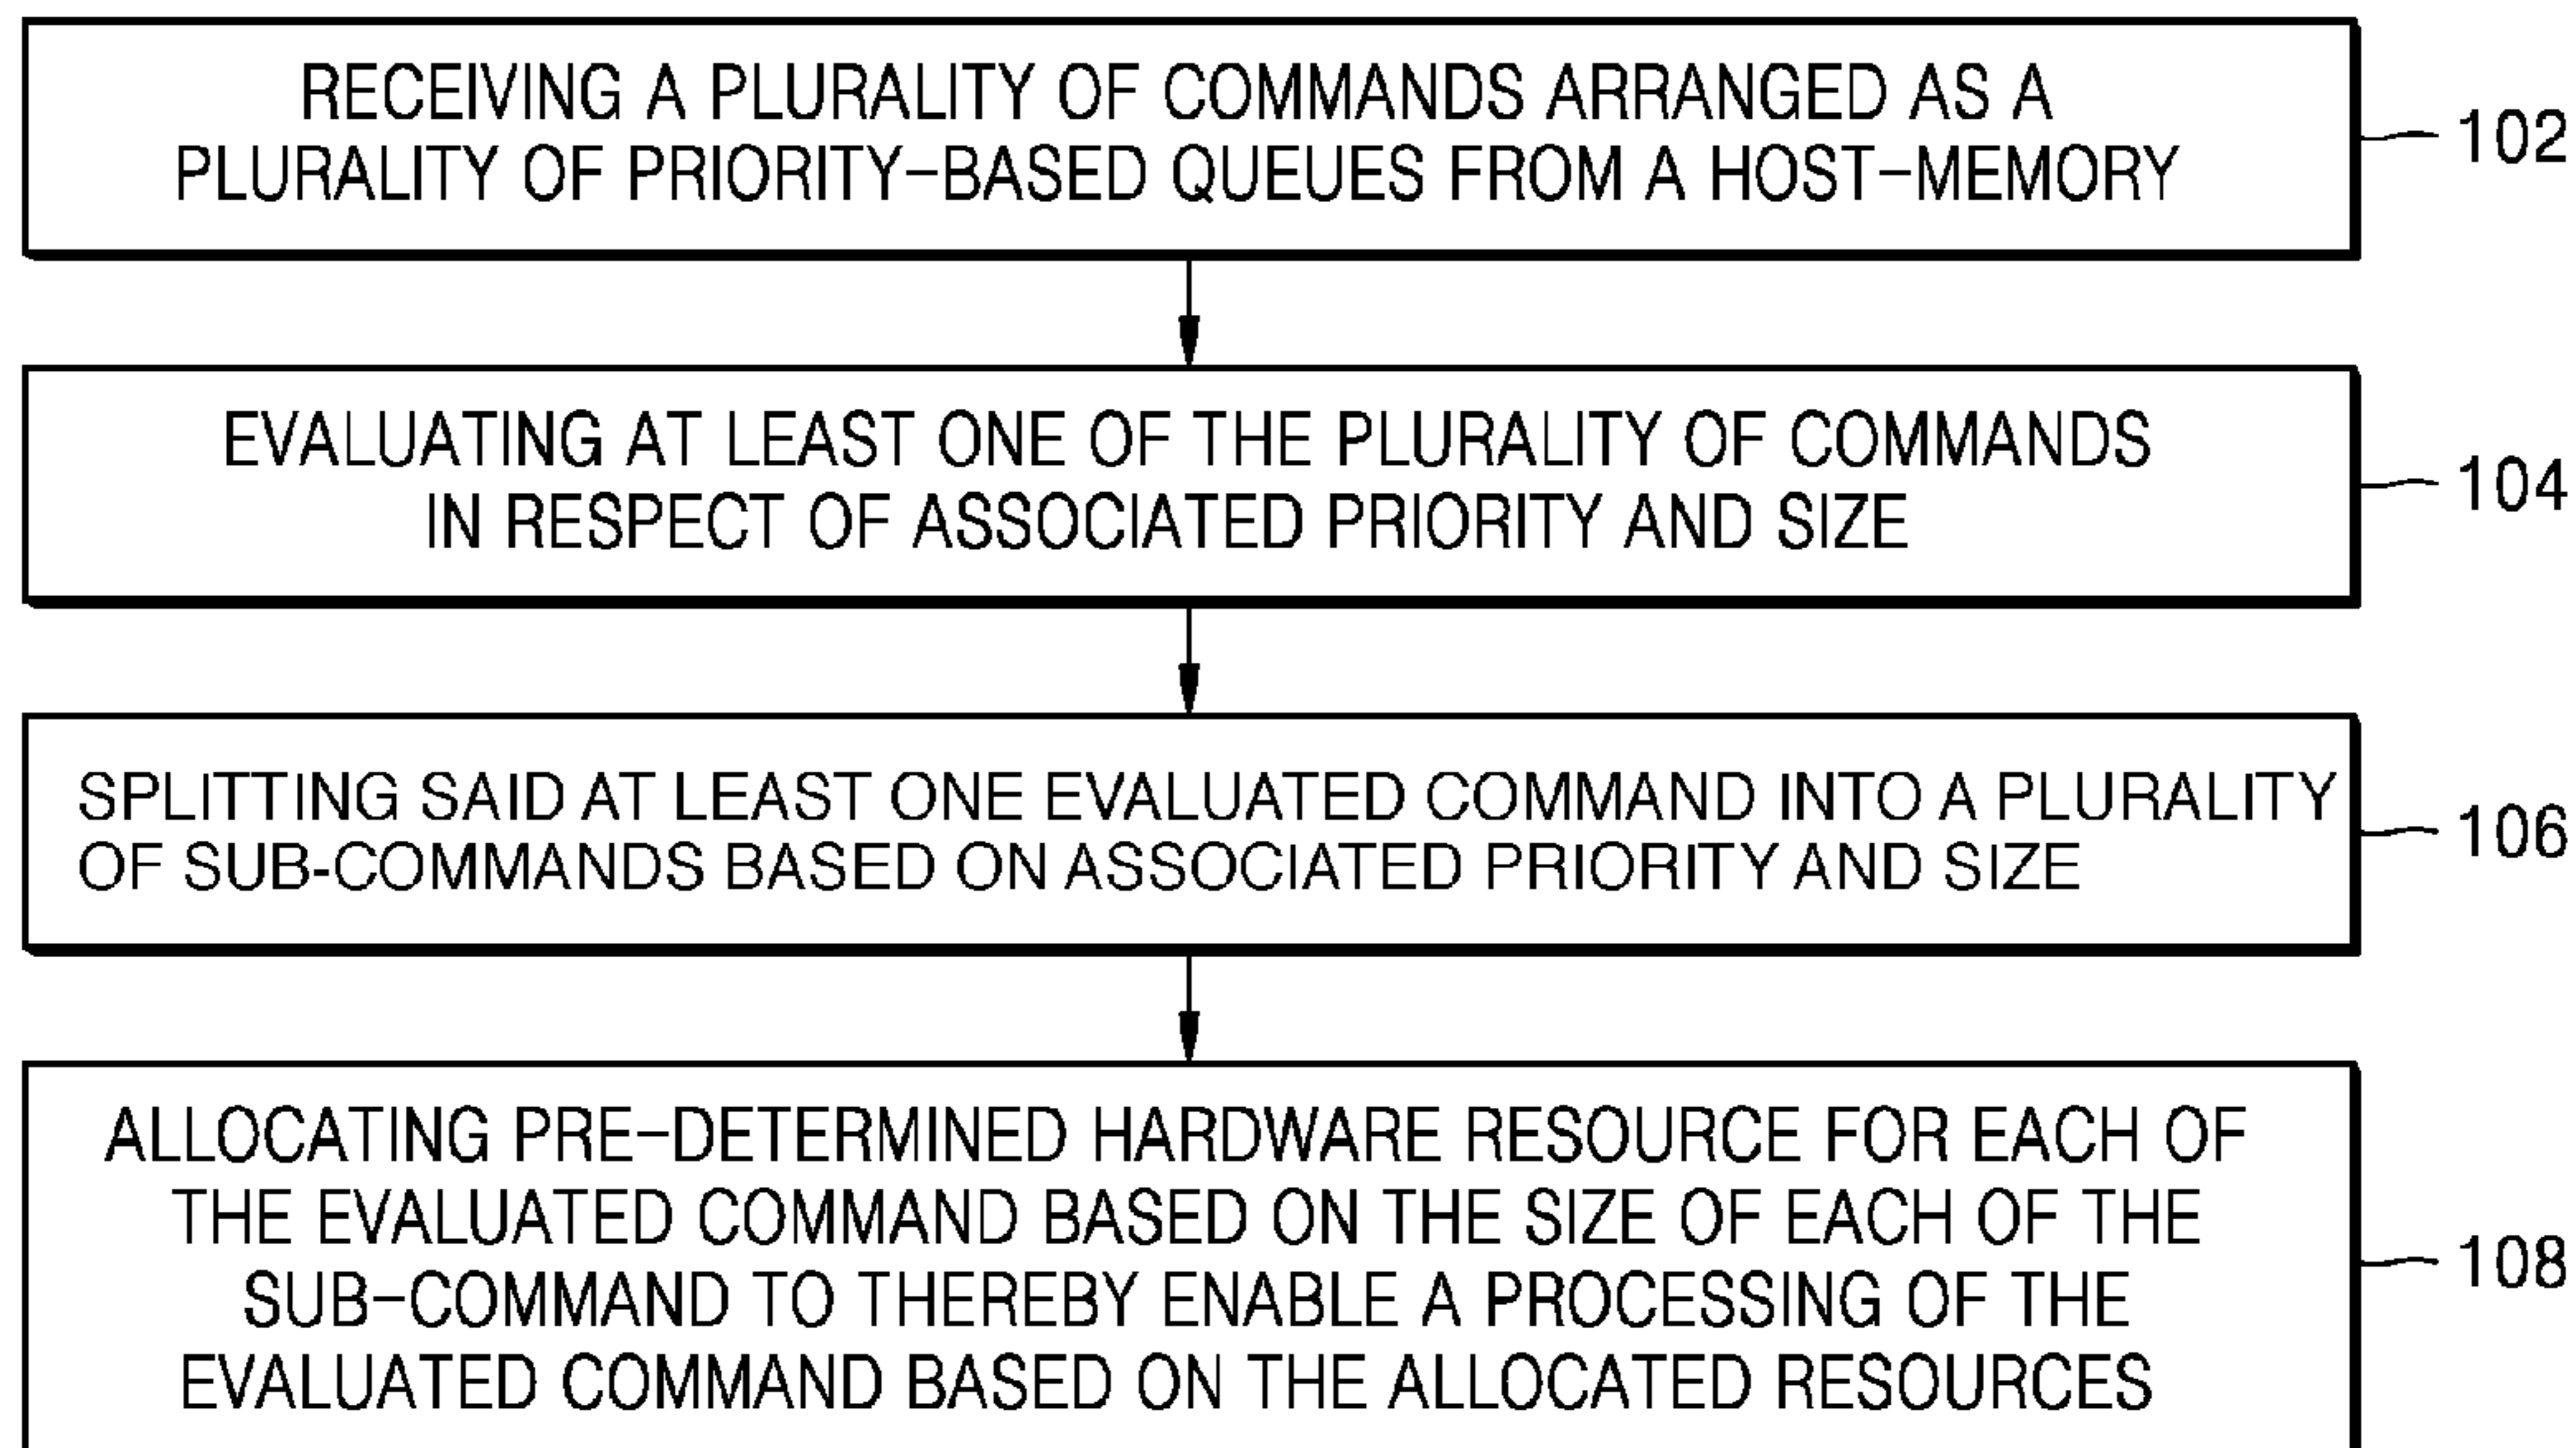 RECEIVING A PLURALITY OF COMMANDS ARRANGED AS A
PLURALITY OF PRIORITY-BASED QUEUES FROM A HOST-MEMORY
102
EVALUATING AT LEAST ONE OF THE PLURALITY OF COMMANDS
IN RESPECT OF ASSOCIATED PRIORITY AND SIZE
104
SPLITTING SAID AT LEAST ONE EVALUATED COMMAND INTO A PLURALITY
OF SUB-COMMANDS BASED ON ASSOCIATED PRIORITY AND SIZE
106
ALLOCATING PRE-DETERMINED HARDWARE RESOURCE FOR EACH OF
THE EVALUATED COMMAND BASED ON THE SIZE OF EACH OF THE
SUB-COMMAND TO THEREBY ENABLE A PROCESSING OF THE
EVALUATED COMMAND BASED ON THE ALLOCATED RESOURCES
108